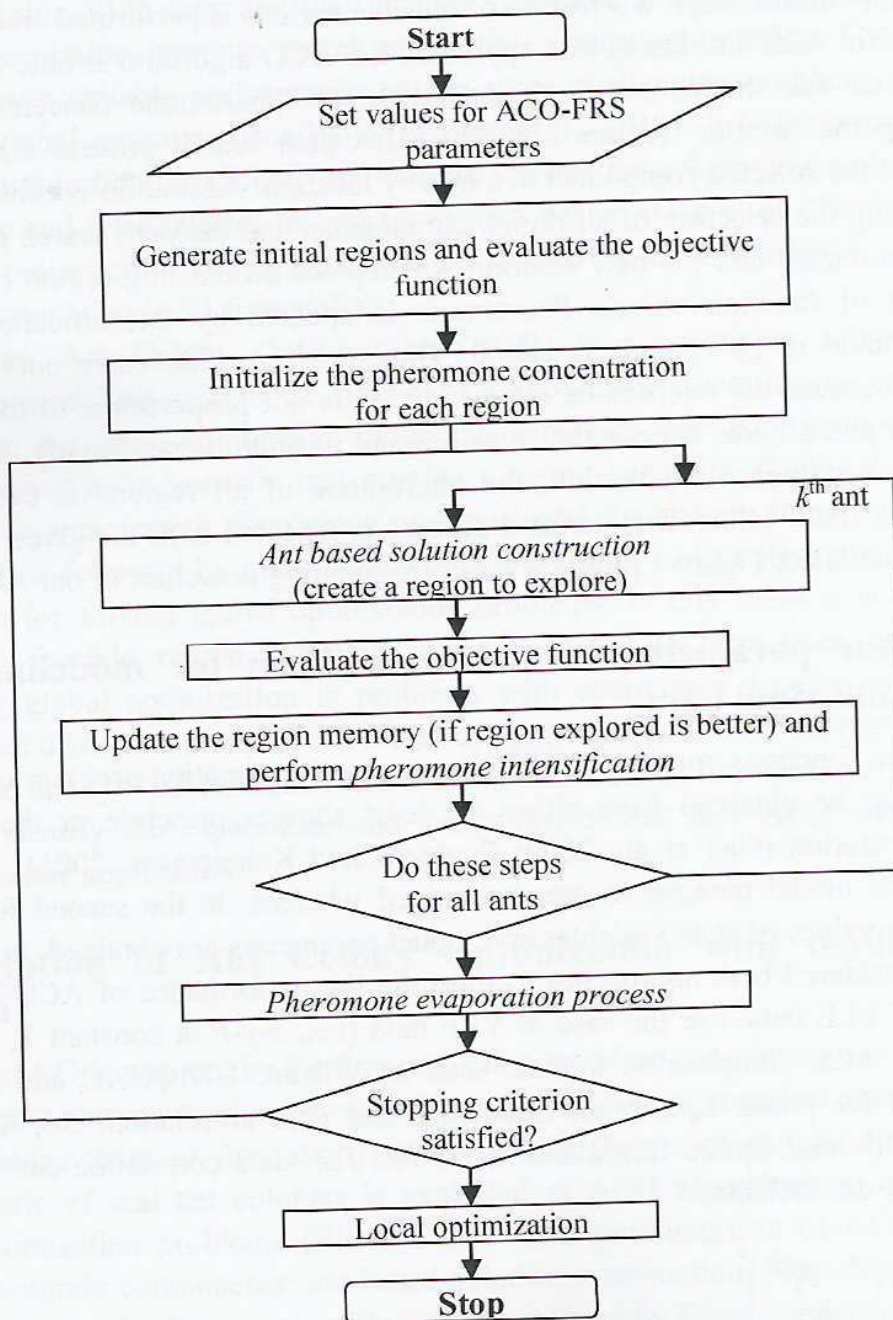 Start
Set values for ACO-FRS
parameters
Generate initial regions and evaluate the objective
function
Initialize the pheromone concentration
for each region
kth ant
Ant based solution construction
(create a region to explore)
Evaluate the objective function
Update the region memory (if region explored is better) and
perform pheromone intensification
Do these steps
for all ants
Pheromone evaporation process
Stopping criterion
satisfied?
Local optimization
Stop